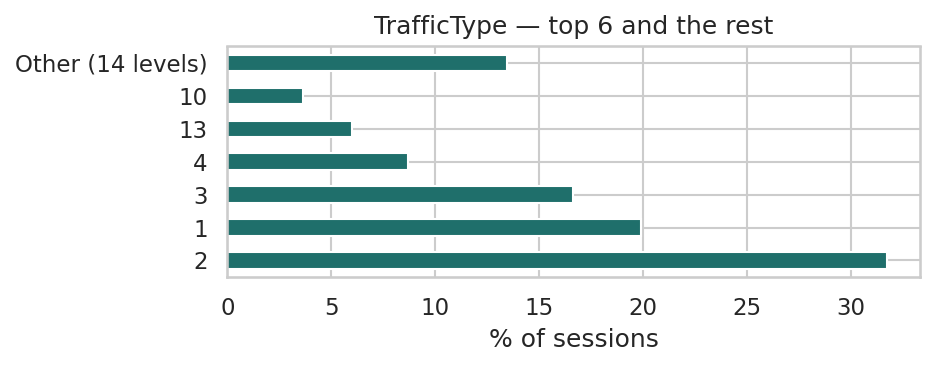 TrafficType — top 6 and the rest
Other (14 levels)
10
13
4
3
1
2
0 5 10 15 20 25 30
% of sessions